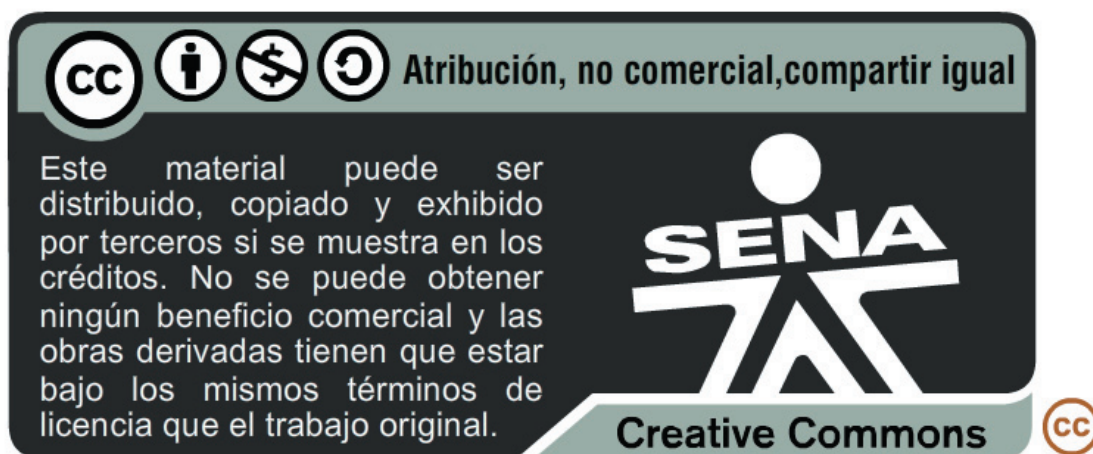 cc $ Atribución, no comercial,compartir igual
Este material puede ser
distribuido, copiado y exhibido
por terceros si se muestra en los
créditos. No se puede obtener
ningún beneficio comercial y las
obras derivadas tienen que estar
bajo los mismos términos de
licencia que el trabajo original.
SENA
Creative Commons
cc